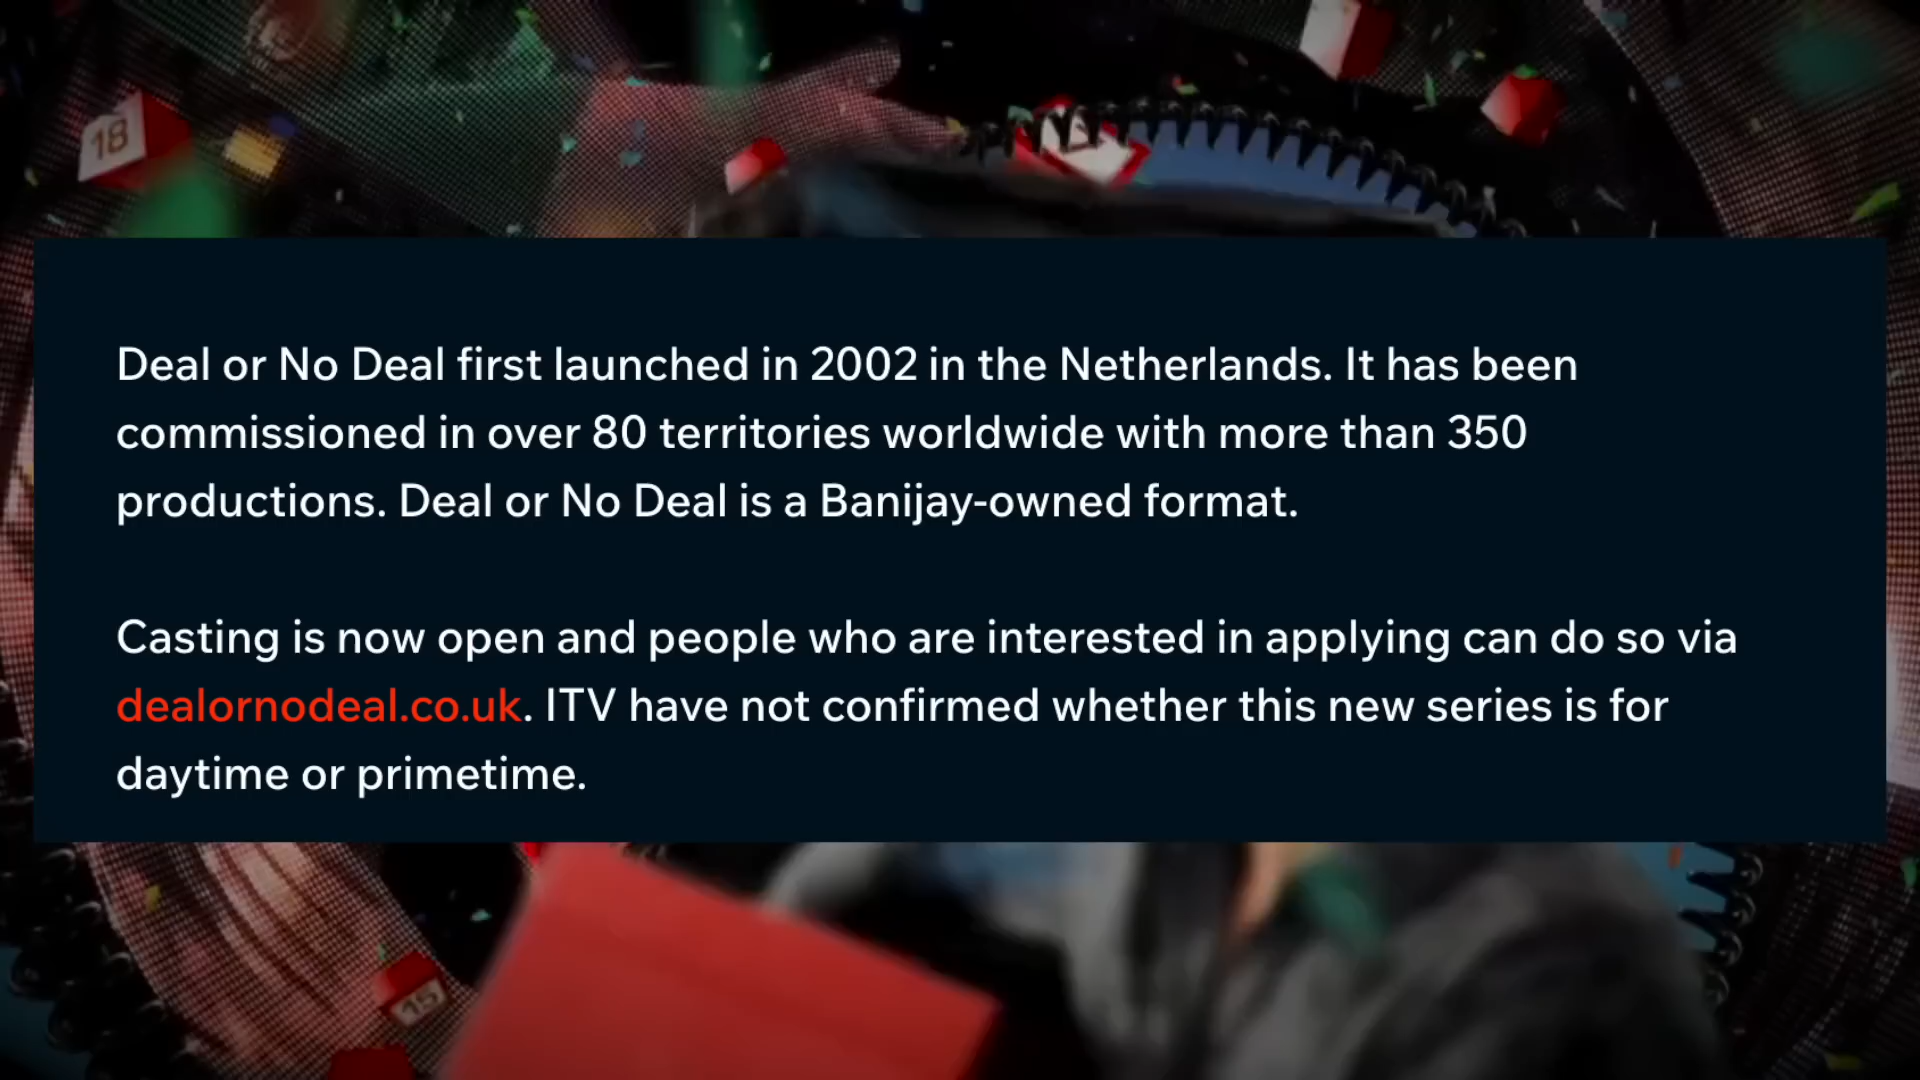 18
Deal or No Deal first launched in 2002 in the Netherlands. It has been
commissioned in over 80 territories worldwide with more than 350
productions. Deal or No Deal is a Banijay-owned format.
Casting is now open and people who are interested in applying can do so via
dealornodeal.co.uk. ITV have not confirmed whether this new series is for
daytime or primetime.
15